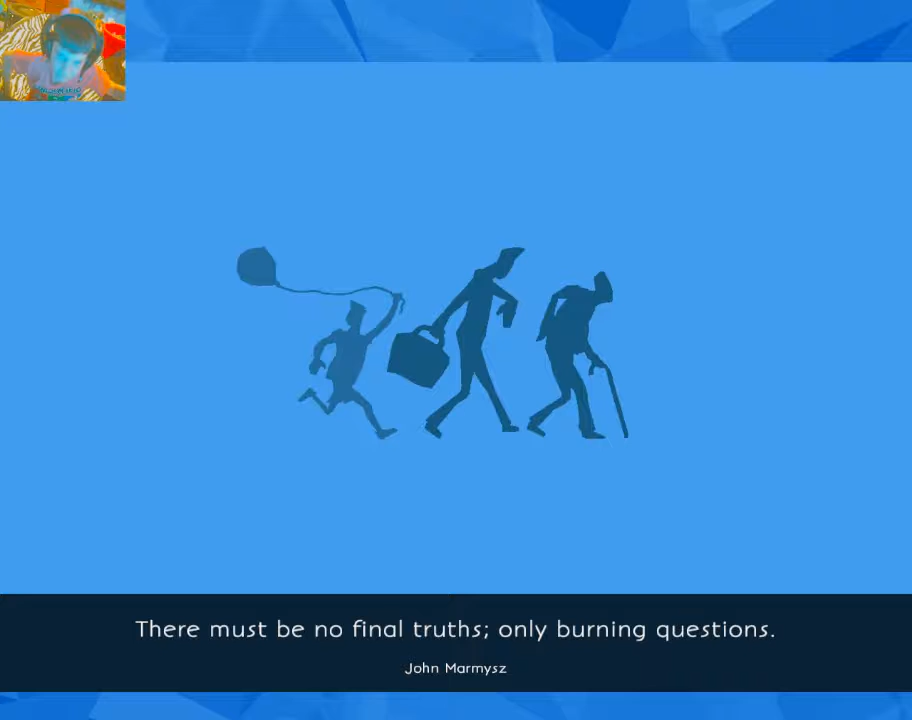 There must be no final truths; only burning questions.
John Marmysz